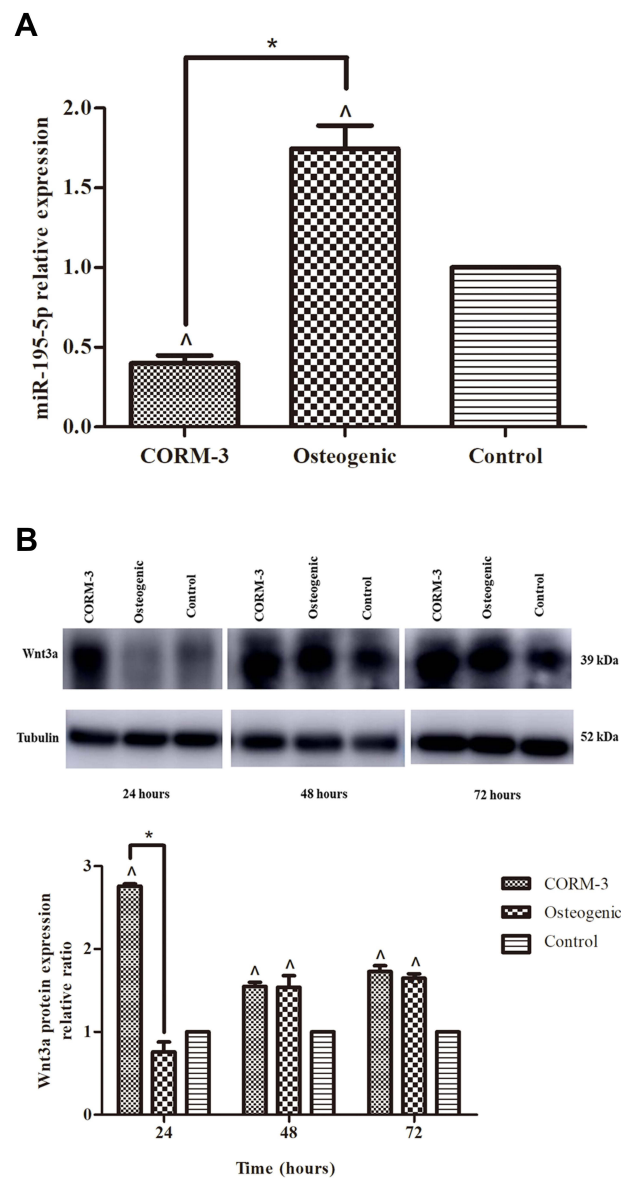 A
*
2.0
^
1.5
1.0
0.5
^
0.0
miR-195-5p relative expression
CORM-3 Osteogenic Control
B
CORM-3 Osteogenic Control CORM-3 Osteogenic Control CORM-3 Osteogenic Control
Wnt3a 39 kDa
Tubulin 52 kDa
24 hours 48 hours 72 hours
*
3
^
2
^ ^ ^ ^
1
0
Wnt3a protein expression
relative ratio
CORM-3
Osteogenic
Control
24 48 72
Time (hours)